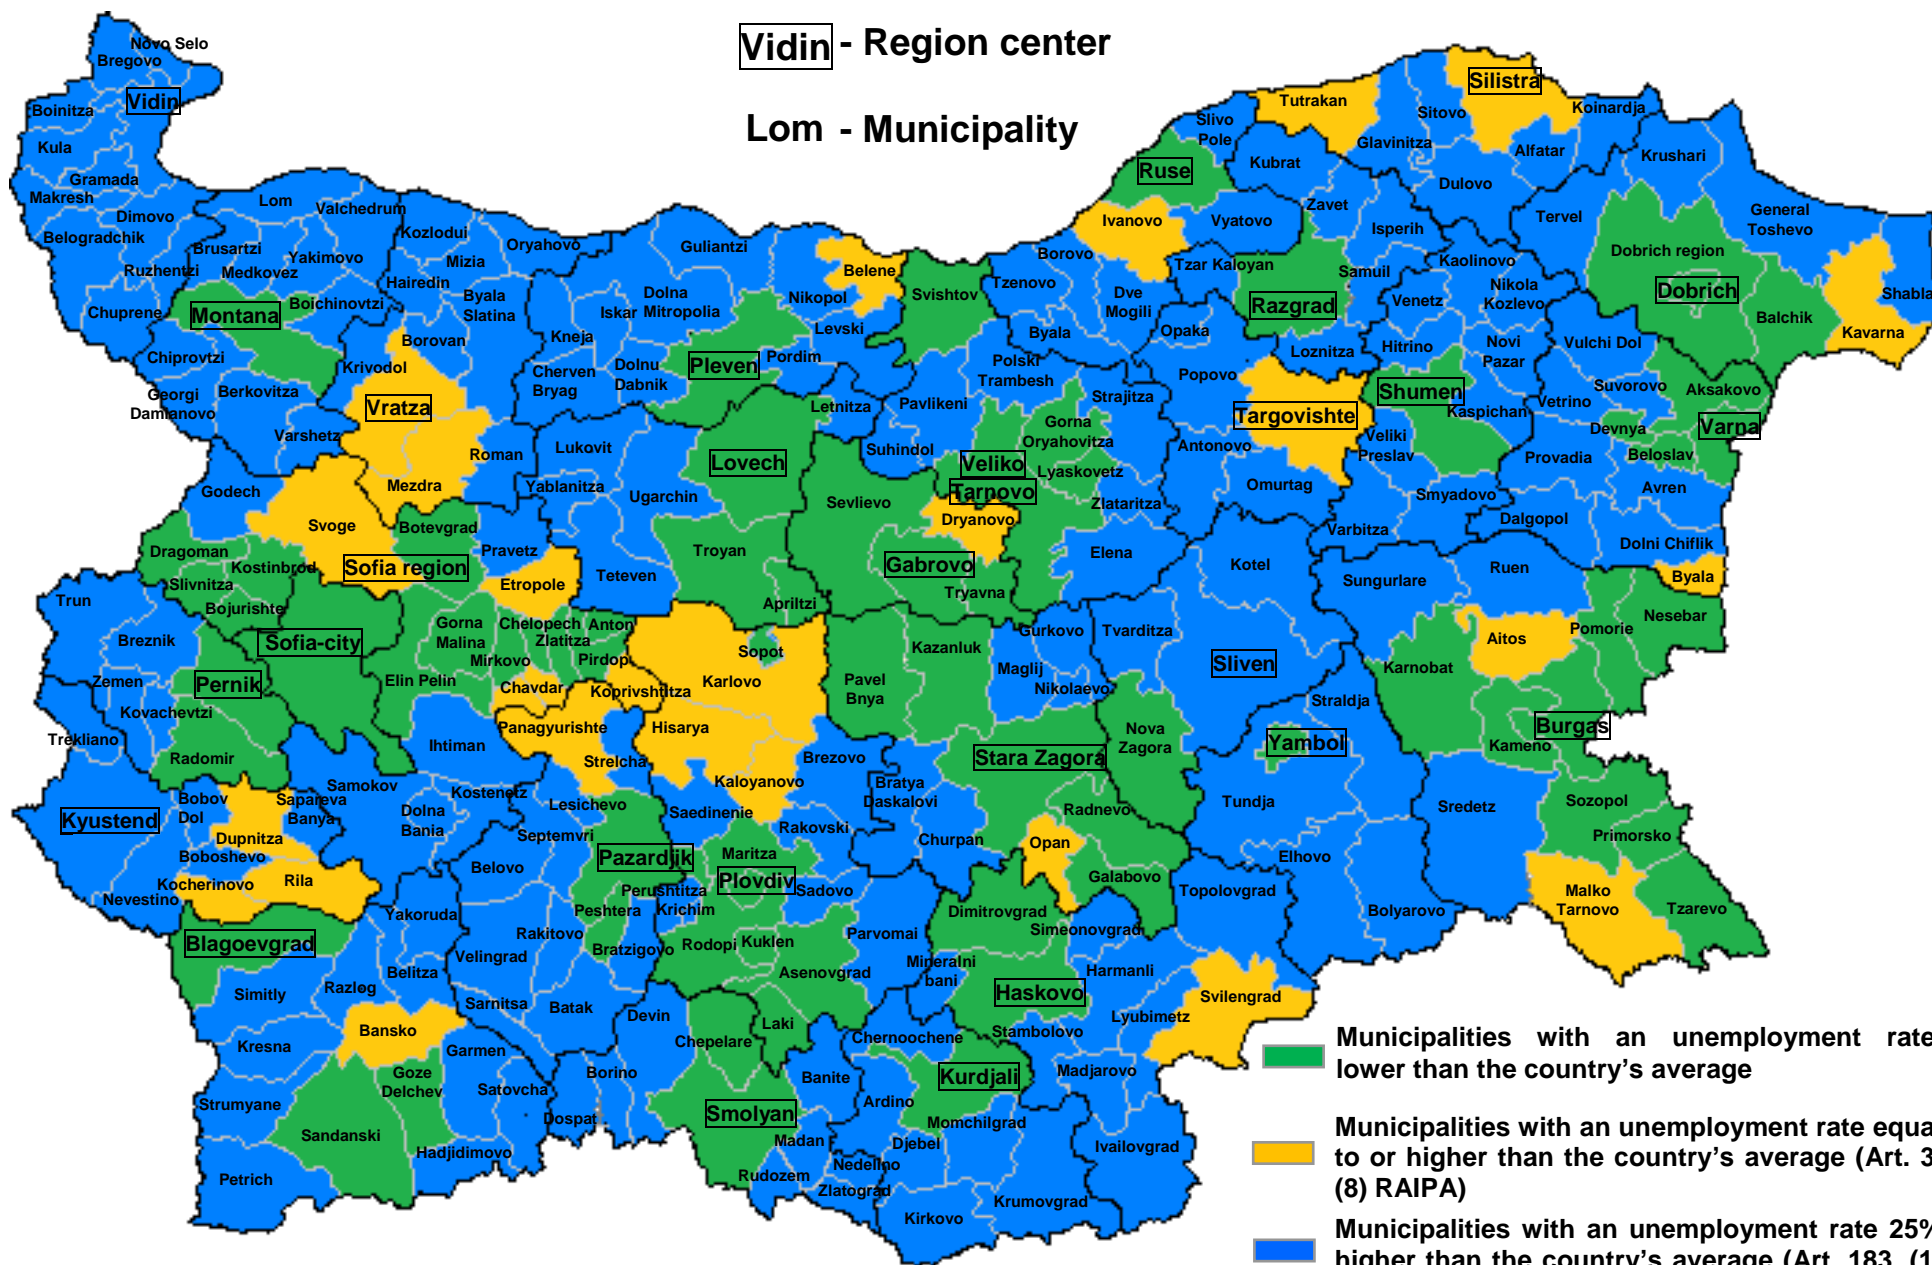 Vidin - Region center
Lom - Municipality
Novo Selo
Bregovo
Vidin
Boinitza
Kula
Gramada
Makresh
Dimovo
Belogradchik
Ruzhentzi
Chuprene
Lom
Valchedrum
Brusartzi
Yakimovo
Medkovez
Montana
Boichinovtzi
Chiprovtzi
Georgi
Damianovo
Berkovitza
Varshetz
Kozlodui
Mizia
Oryahovo
Hairedin
Byala
Slatina
Borovan
Krivodol
Vratza
Roman
Mezdra
Guliantzi
Belene
Nikopol
Dolna
Mitropolia
Iskar
Kneja
Levski
Pordim
Dolnu
Dabnik
Pleven
Cherven
Bryag
Letnitza
Lovech
Lukovit
Yablanitza
Ugarchin
Teteven
Troyan
Apriltzi
Svishtov
Polski
Trambesh
Pavlikeni
Strajitza
Suhindol
Gorna
Oryahovitza
Lyaskovetz
Veliko
Tarnovo
Zlataritza
Elena
Sevlievo
Dryanovo
Gabrovo
Tryavna
Ruse
Slivo
Pole
Ivanovo
Vyatovo
Borovo
Tzenovo
Dve
Mogili
Byala
Tutrakan
Silistra
Sitovo
Glavinitza
Koinardja
Alfatar
Dulovo
Kubrat
Zavet
Isperih
Tzar Kaloyan
Samuil
Razgrad
Loznitza
Krushari
Tervel
General
Toshevo
Dobrich region
Dobrich
Balchik
Shabla
Kavarna
Kaolinovo
Nikola
Kozlevo
Venetz
Hitrino
Novi
Pazar
Shumen
Kaspichan
Veliki
Preslav
Smyadovo
Varbitza
Opaka
Popovo
Targovishte
Antonovo
Omurtag
Vulchi Dol
Suvorovo
Aksakovo
Vetrino
Devnya
Varna
Beloslav
Provadia
Avren
Dalgopol
Dolni Chiflik
Byala
Godech
Svoge
Botevgrad
Pravetz
Dragoman
Kostinbrod
Sofia region
Slivnitza
Bojurishte
Etropole
Sofia-city
Gorna
Malina
Chelopech
Zlatitza
Anton
Mirkovo
Pirdop
Elin Pelin
Chavdar
Koprivshtitza
Ihtiman
Samokov
Kostenetz
Dolna
Bania
Trun
Breznik
Zemen
Pernik
Kovachevtzi
Radomir
Trekliano
Kyustend
Bobov
Dol
Sapareva
Banya
Dupnitza
Boboshevo
Kocherinovo
Rila
Nevestino
Blagoevgrad
Yakoruda
Belitza
Razlog
Simitly
Bansko
Kresna
Garmen
Goze
Delchev
Satovcha
Strumyane
Sandanski
Hadjidimovo
Petrich
Panagyurishte
Strelcha
Lesichevo
Septemvri
Belovo
Pazardjik
Peshtera
Rakitovo
Bratzigovo
Velingrad
Sarnitsa
Batak
Sopot
Karlovo
Hisarya
Kaloyanovo
Brezovo
Saedinenie
Rakovski
Maritza
Plovdiv
Sadovo
Perushtitza
Krichim
Rodopi
Kuklen
Parvomai
Asenovgrad
Laki
Devin
Chepelare
Borino
Dospat
Smolyan
Banite
Madan
Rudozem
Nedelino
Zlatograd
Pavel
Bnya
Kazanluk
Gurkovo
Maglij
Nikolaevo
Stara Zagora
Bratya
Daskalovi
Radnevo
Churpan
Opan
Galabovo
Tvarditza
Kotel
Sliven
Nova
Zagora
Straldja
Yambol
Tundja
Elhovo
Bolyarovo
Sungurlare
Ruen
Aitos
Pomorie
Nesebar
Karnobat
Burgas
Kameno
Sredetz
Sozopol
Primorsko
Malko
Tarnovo
Tzarevo
Topolovgrad
Dimitrovgrad
Simeonovgrad
Mineralni
bani
Harmanli
Haskovo
Svilengrad
Stambolovo
Lyubimetz
Madjarovo
Ivailovgrad
Chernoochene
Kurdjali
Ardino
Momchilgrad
Djebel
Kirkovo
Krumovgrad
Municipalities with an unemployment rate
lower than the country's average
Municipalities with an unemployment rate equa
to or higher than the country's average (Art. 3
(8) RAIPA)
Municipalities with an unemployment rate 25%
higher than the country's average (Art. 183, (1